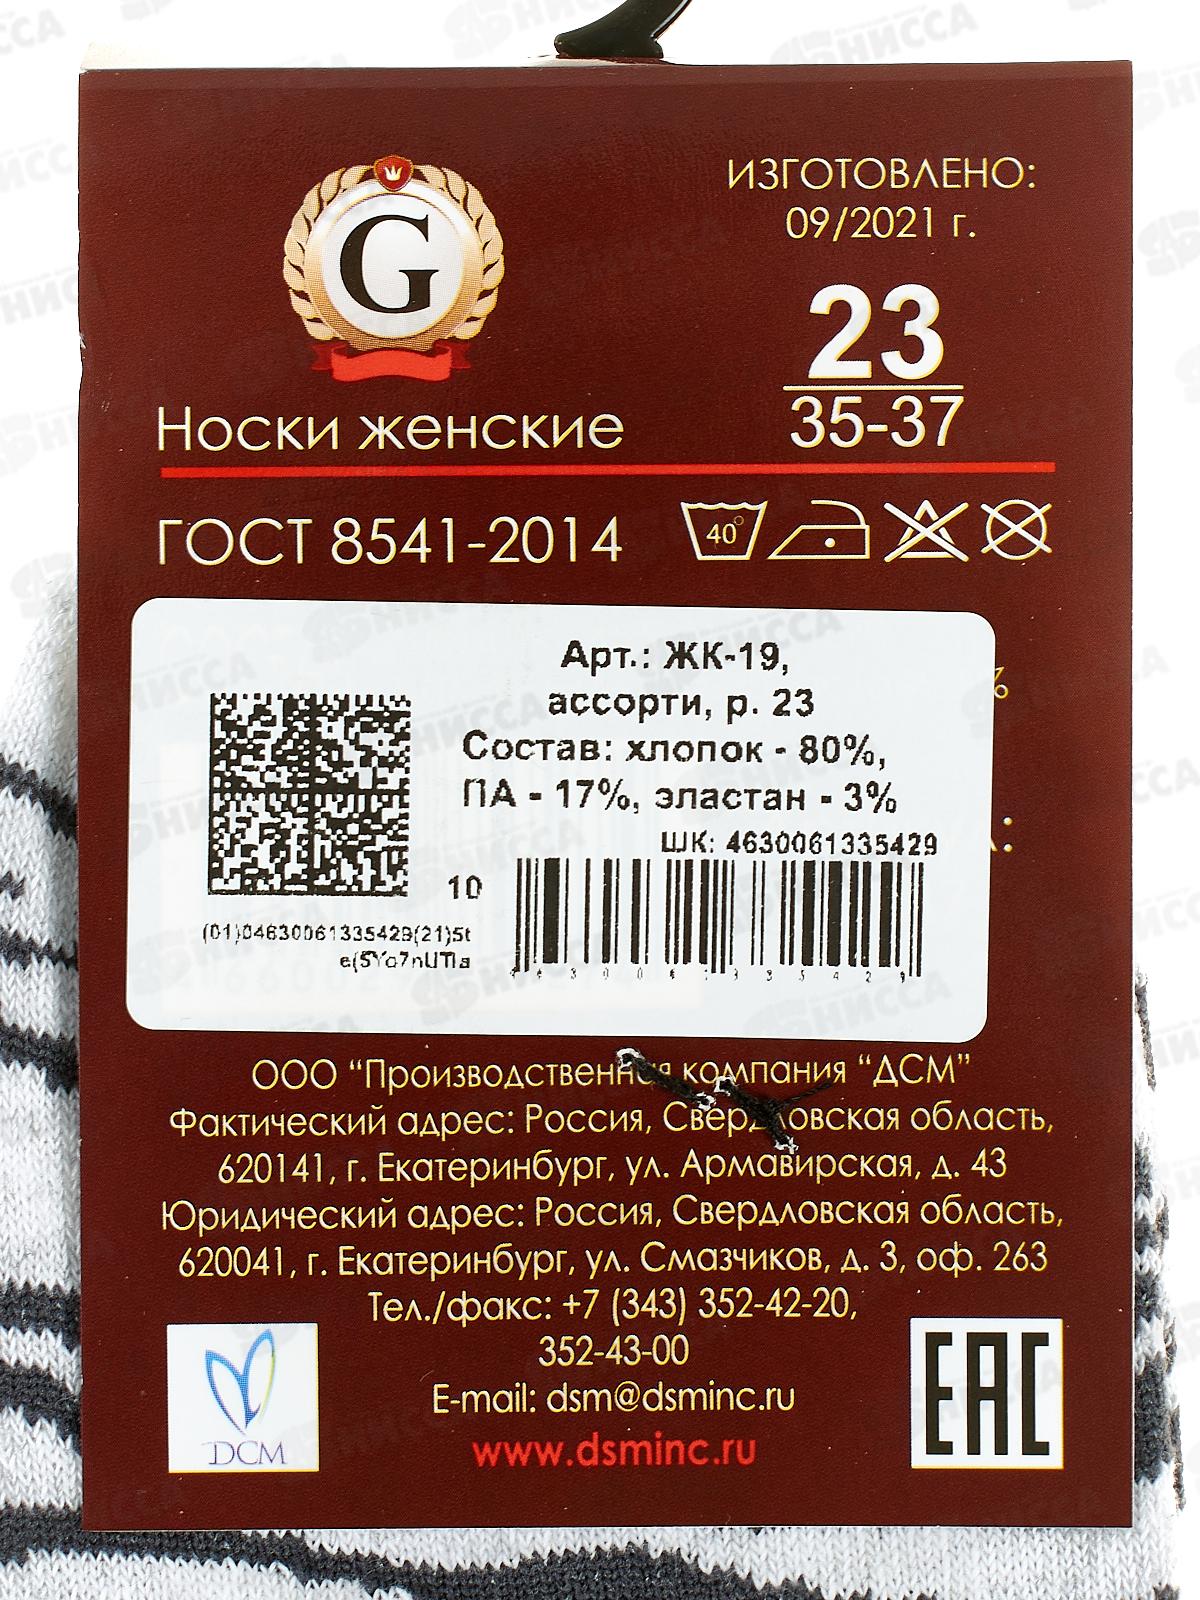 G
ИЗГОТОВЛЕНО:
09/2021 г.
23
35-37
Носки женские
ГОСТ 8541-2014
40°
Арт.: ЖК-19,
ассорти, р. 23
Состав: хлопок - 80%,
ПА - 17%, эластан - 3%
ШК: 4630061335429
10
(01)04630061335429(21)5t
4630061335429
ООО “Производственная компания “ДСМ”
Фактический адрес: Россия, Свердловская область,
620141, г. Екатеринбург, ул. Армавирская, д. 43
Юридический адрес: Россия, Свердловская область,
620041, г. Екатеринбург, ул. Смазчиков, д. 3, оф. 263
Тел./факс: +7 (343) 352-42-20,
352-43-00
E-mail: dsm@dsminc.ru
www.dsminc.ru
DCM
EAC
НИССА